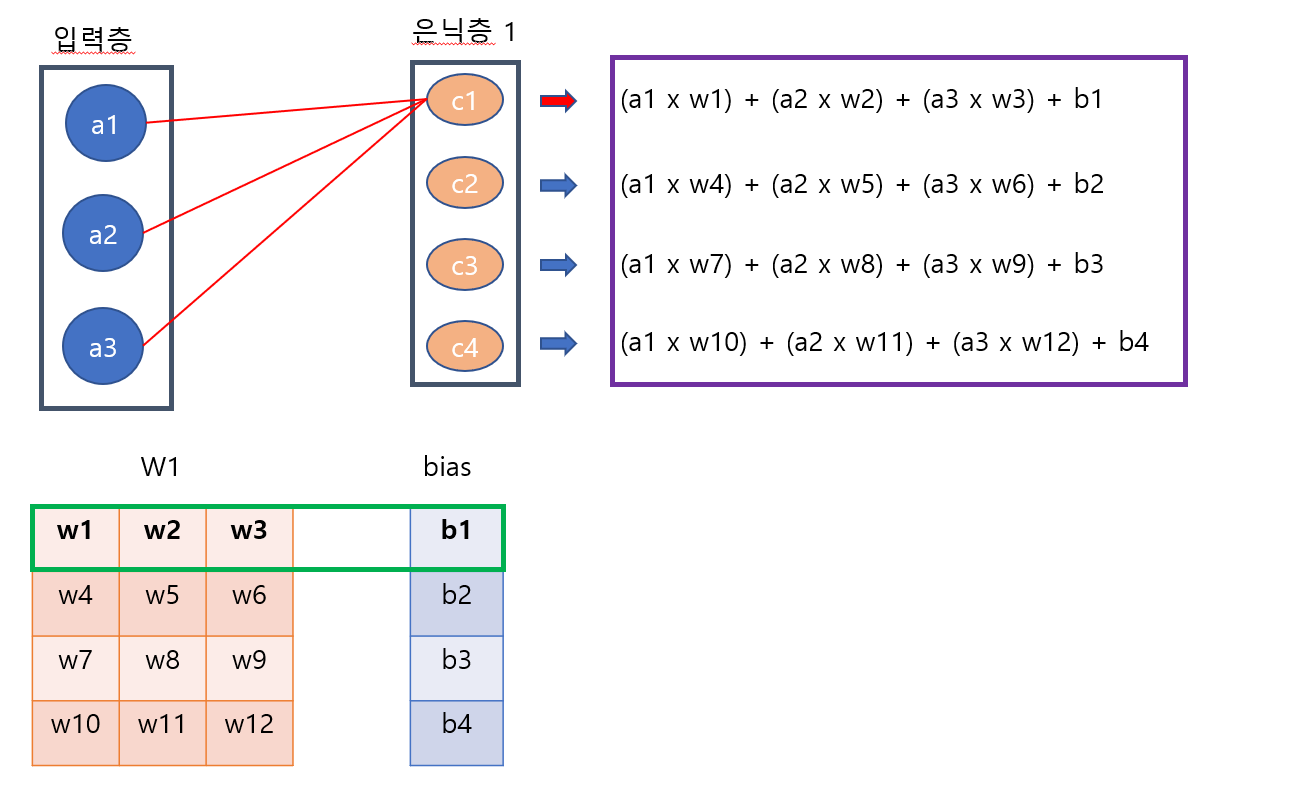 입력층
은닉층 1
a1
a2
a3
c1
c2
c3
c4
(a1 x w1) + (a2 x w2) + (a3 x w3) + b1
(a1 x w4) + (a2 x w5) + (a3 x w6) + b2
(a1 x w7) + (a2 x w8) + (a3 x w9) + b3
(a1 x w10) + (a2 x w11) + (a3 x w12) + b4
W1
bias
w1 w2 w3 b1
w4 w5 w6 b2
w7 w8 w9 b3
w10 w11 w12 b4